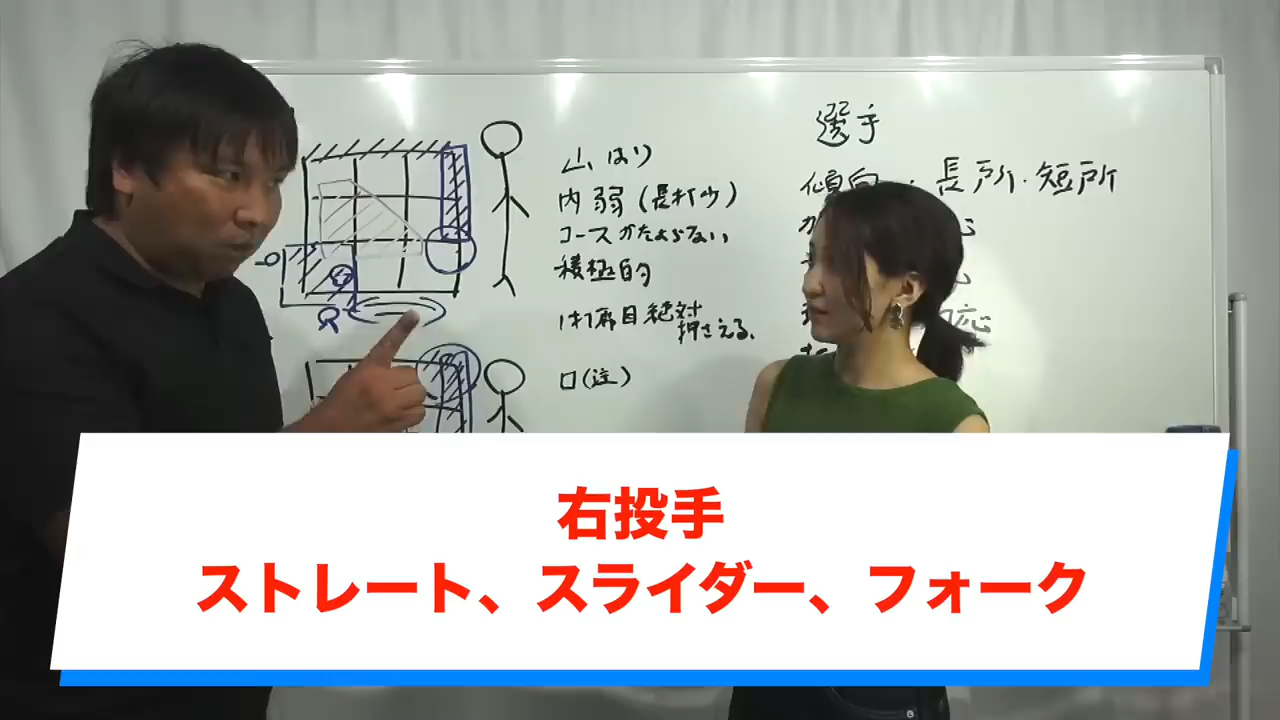 選手
山はり
内弱(長打少)
コースかたよらない
積極的
1打席目絶対
押さえる、
口(注)
傾向・長所・短所
右投手
ストレート、スライダー、フォーク